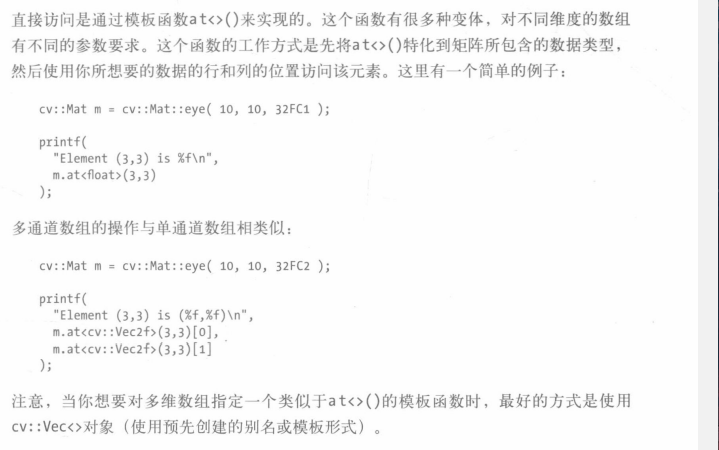 直接访问是通过模板函数at<>()来实现的。这个函数有很多种变体，对不同维度的数组
有不同的参数要求。这个函数的工作方式是先将at<>()特化到矩阵所包含的数据类型，
然后使用你所想要的数据的行和列的位置访问该元素。这里有一个简单的例子：
cv::Mat m = cv::Mat::eye( 10, 10, 32FC1 );
printf(
"Element (3,3) is %f\n",
m.at<float>(3,3)
);
多通道数组的操作与单通道数组相类似：
cv::Mat m = cv::Mat::eye( 10, 10, 32FC2 );
printf(
"Element (3,3) is (%f,%f)\n",
m.at<cv::Vec2f>(3,3)[0],
m.at<cv::Vec2f>(3,3)[1]
);
注意，当你想要对多维数组指定一个类似于at<>()的模板函数时，最好的方式是使用
cv::Vec<>对象（使用预先创建的别名或模板形式）。